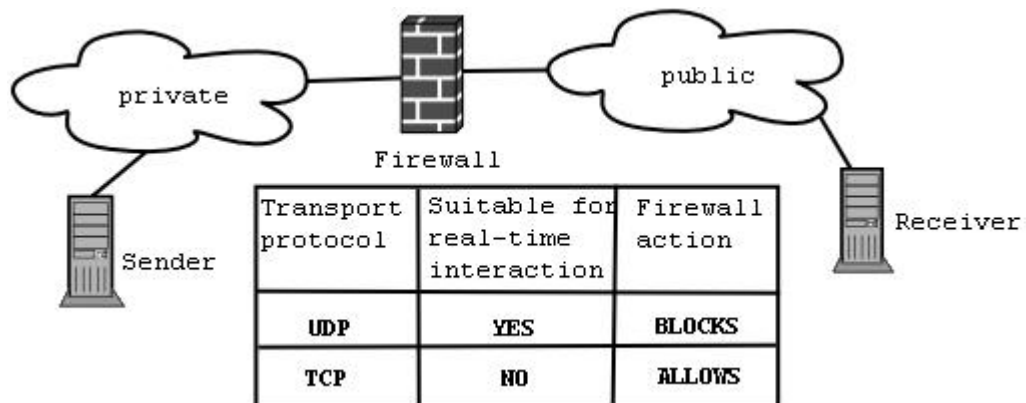 private
public
Firewall
Sender
Receiver
Transport
protocol
Suitable for
real-time
interaction
Firewall
action
UDP
YES
BLOCKS
TCP
NO
ALLOWS